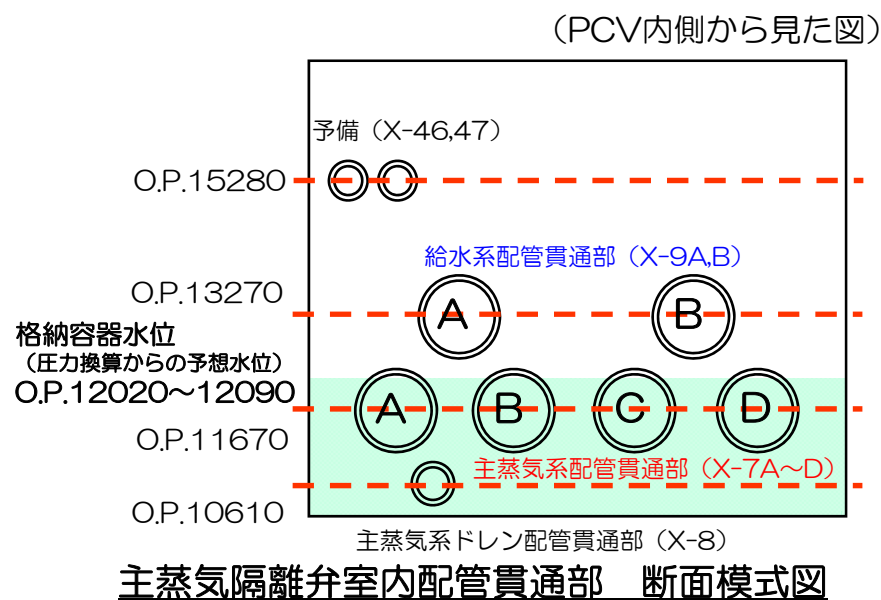 （PCV内側から見た図）
予備（X-46,47）
O.P.15280
給水系配管貫通部（X-9A,B）
O.P.13270
A
B
格納容器水位
（圧力換算からの予想水位）
O.P.12020～12090
A
B
C
D
O.P.11670
主蒸気系配管貫通部（X-7A～D）
O.P.10610
主蒸気系ドレン配管貫通部（X-8）
主蒸気隔離弁室内配管貫通部　断面模式図